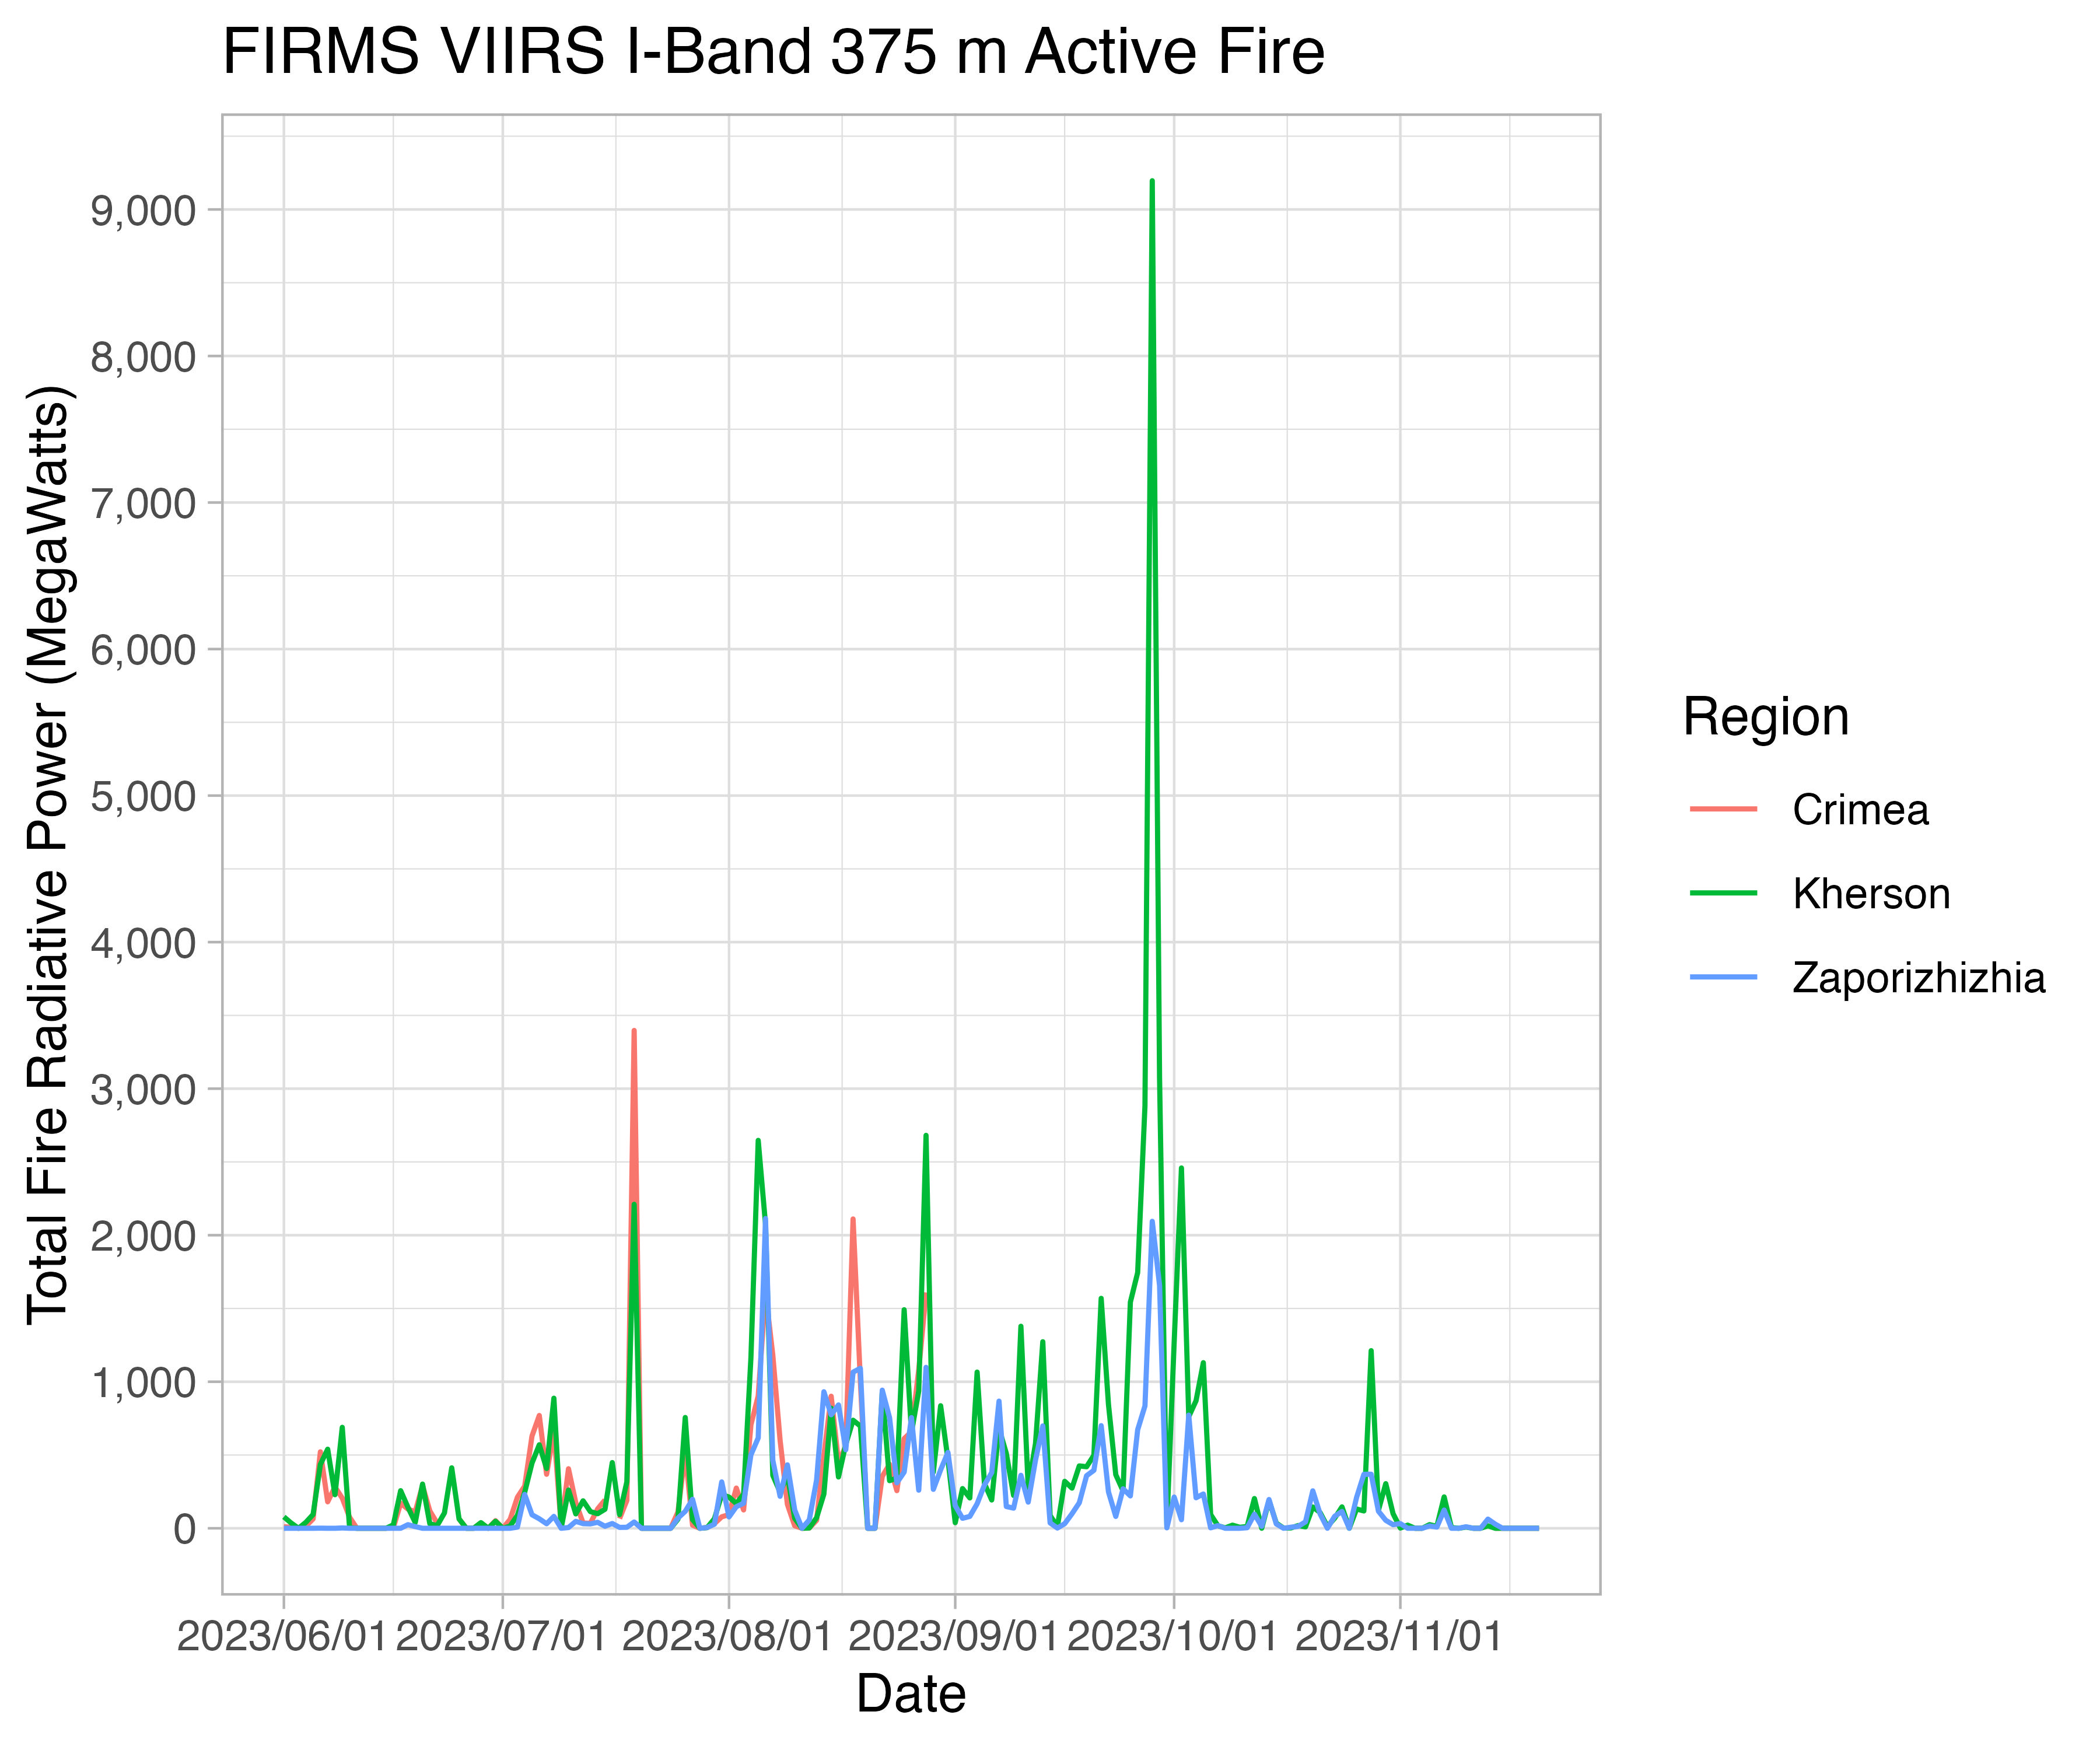 FIRMS VIIRS I-Band 375 m Active Fire
Total Fire Radiative Power (MegaWatts)
9,000
8,000
7,000
6,000
5,000
4,000
3,000
2,000
1,000
0
2023/06/01 2023/07/01 2023/08/01 2023/09/01 2023/10/01 2023/11/01
Date
Region
Crimea
Kherson
Zaporizhizhia